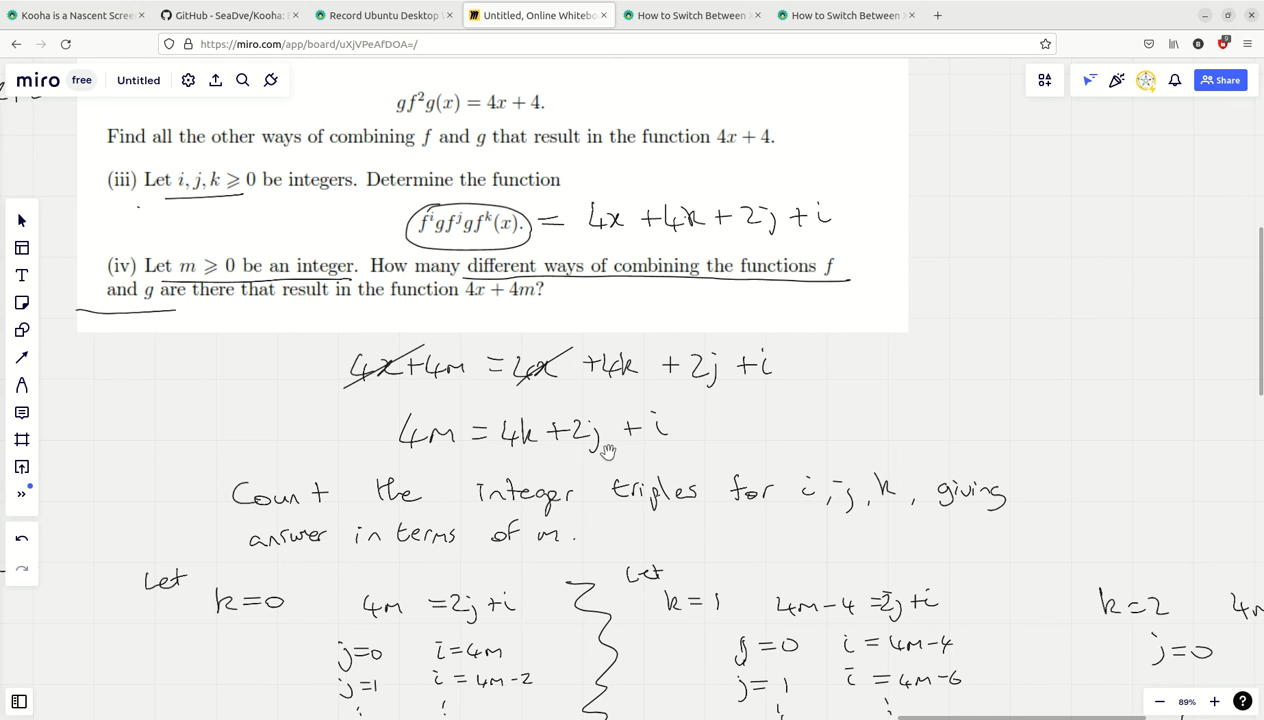 Kooha is a Nascent Scree
GitHub - SeaDve/Kooha: E
Record Ubuntu Desktop
Untitled, Online Whitebo
How to Switch Between
How to Switch Between
https://miro.com/app/board/uXjVPeAfDOA=/
miro free Untitled
Share
gf²g(x) = 4x + 4.
Find all the other ways of combining f and g that result in the function 4x + 4.
(iii) Let i, j, k ⩾ 0 be integers. Determine the function
fⁱgfʲgfᵏ(x). = 4x + 4k + 2j + i
(iv) Let m ⩾ 0 be an integer. How many different ways of combining the functions f
and g are there that result in the function 4x + 4m?
4x + 4m = 4x + 4k + 2j + i
4m = 4k + 2j + i
Count the integer triples for i, j, k, giving
answer in terms of m.
Let k=0 4m = 2j + i
j=0 i = 4m
j=1 i = 4m - 2
Let k = 1 4m - 4 = 2j + i
j = 0 i = 4m - 4
j = 1 i = 4m - 6
k = 2 4m
j = 0
89%